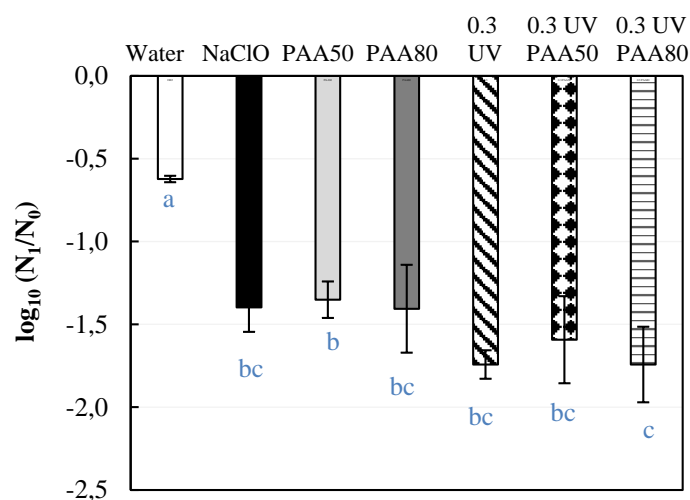 0.3 0.3 UV 0.3 UV
Water NaClO PAA50 PAA80 UV PAA50 PAA80
0,0
-0,5
-1,0
-1,5
-2,0
-2,5
log10 (N1/N0)
a
bc
b
bc
bc
bc
c